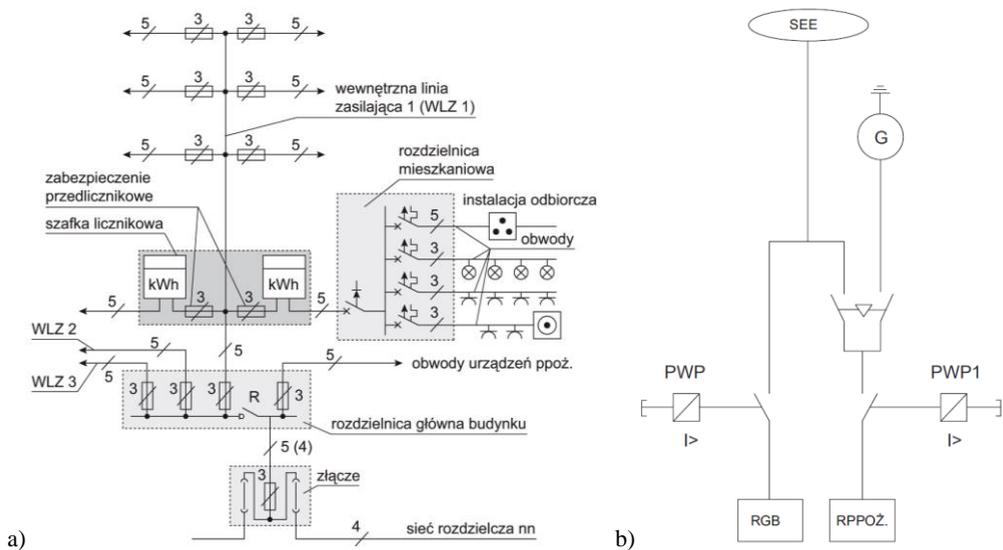 5
3
3
5
5
3
3
5
wewnętrzna linia
zasilająca 1 (WLZ 1)
5
3
3
5
zabezpieczenie
przedlicznikowe
szafka licznikowa
rozdzielnica
mieszkaniowa
instalacja odbiorcza
5
obwody
3
3
3
kWh
3
3
kWh
5
5
WLZ 2
5
5
5
obwody urządzeń ppoż.
WLZ 3
5
3
3
3
R
3
rozdzielnica główna budynku
5 (4)
3
złącze
4
sieć rozdzielcza nn
a)
SEE
G
PWP
I>
PWP1
I>
RGB
RPPOŻ.
b)